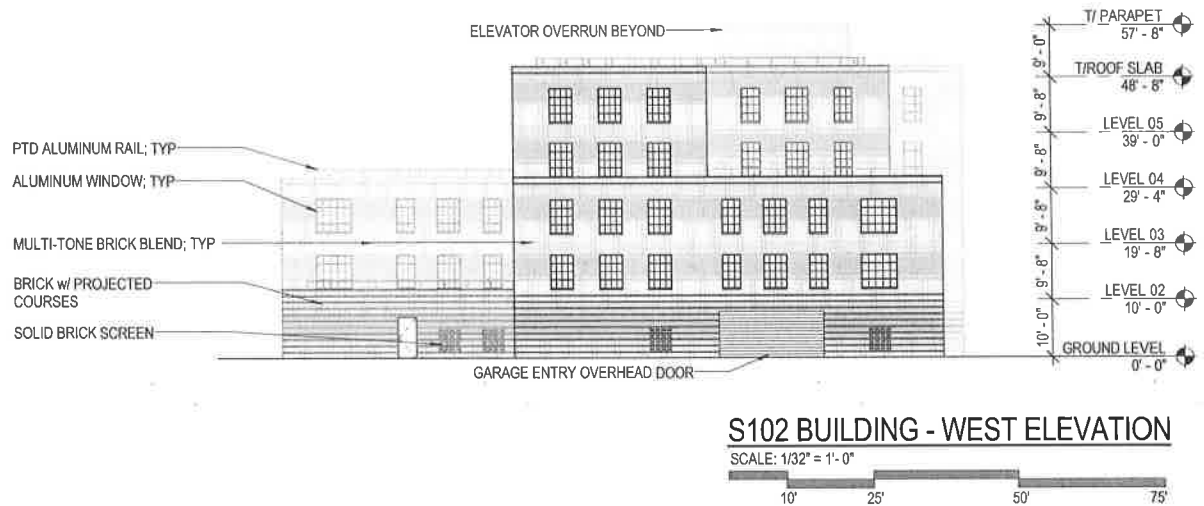 ELEVATOR OVERRUN BEYOND
T/ PARAPET
57' - 8"
9' - 0"
T/ROOF SLAB
48' - 8"
9' - 8"
LEVEL 05
39' - 0"
PTD ALUMINUM RAIL; TYP
9' - 8"
ALUMINUM WINDOW; TYP
LEVEL 04
29' - 4"
9' - 8"
MULTI-TONE BRICK BLEND; TYP
LEVEL 03
19' - 8"
9' - 8"
BRICK w/ PROJECTED
COURSES
LEVEL 02
10' - 0"
SOLID BRICK SCREEN
10' - 0"
GROUND LEVEL
0' - 0"
GARAGE ENTRY OVERHEAD DOOR
S102 BUILDING - WEST ELEVATION
SCALE: 1/32" = 1'- 0"
10' 25' 50' 75'